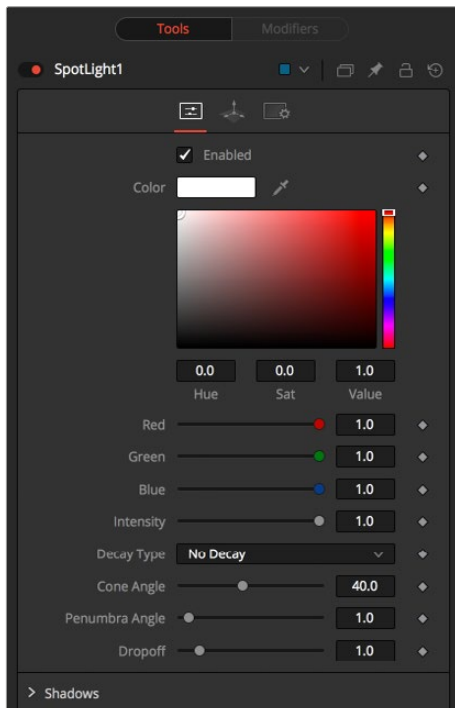 Tools Modifiers
SpotLight1
Enabled
Color
0.0 0.0 1.0
Hue Sat Value
Red 1.0
Green 1.0
Blue 1.0
Intensity 1.0
Decay Type No Decay
Cone Angle 40.0
Penumbra Angle 1.0
Dropoff 1.0
Shadows